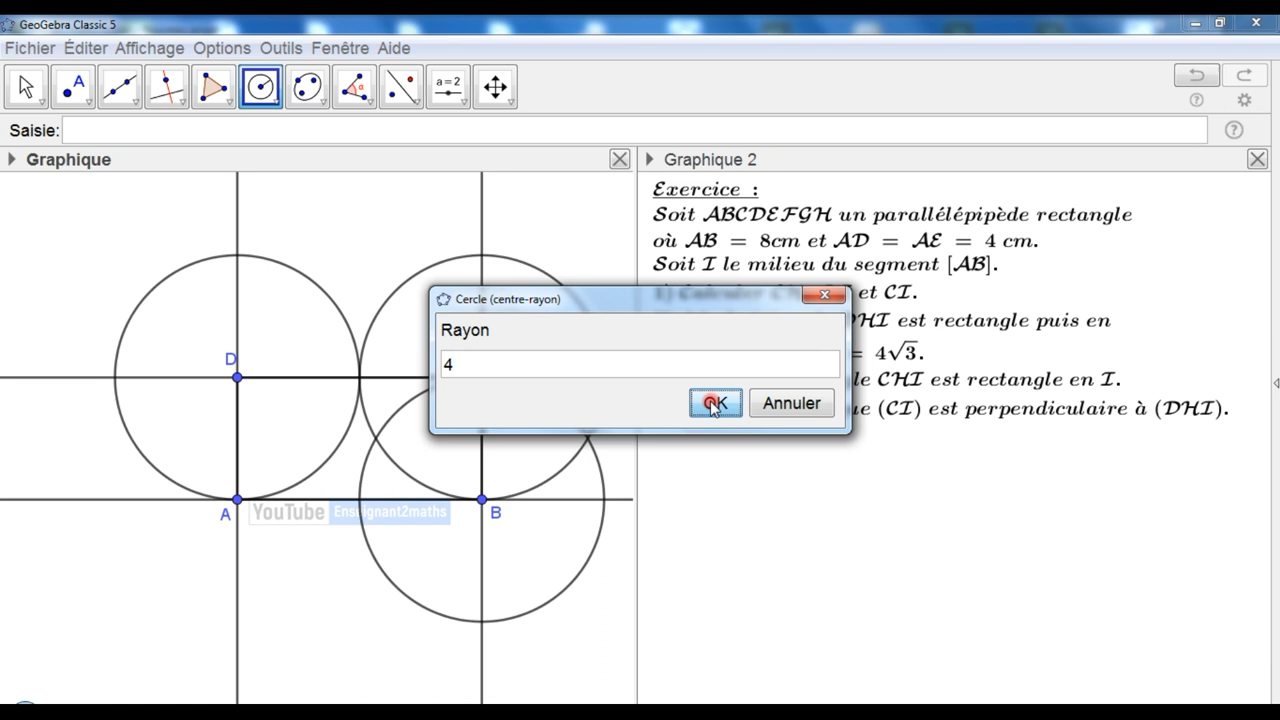 GeoGebra Classic 5
Fichier Éditer Affichage Options Outils Fenêtre Aide
A
α
a=2
Saisie:
Graphique
Graphique 2
Exercice :
Soit ABCDEFGH un parallélépipède rectangle
où AB = 8cm et AD = AE = 4 cm.
Soit I le milieu du segment [AB].
et CI.
DHI est rectangle puis en
= 4√3.
le CHI est rectangle en I.
ue (CI) est perpendiculaire à (DHI).
Cercle (centre-rayon)
Rayon
4
OK
Annuler
D
A
B
YouTube Enseignant2maths